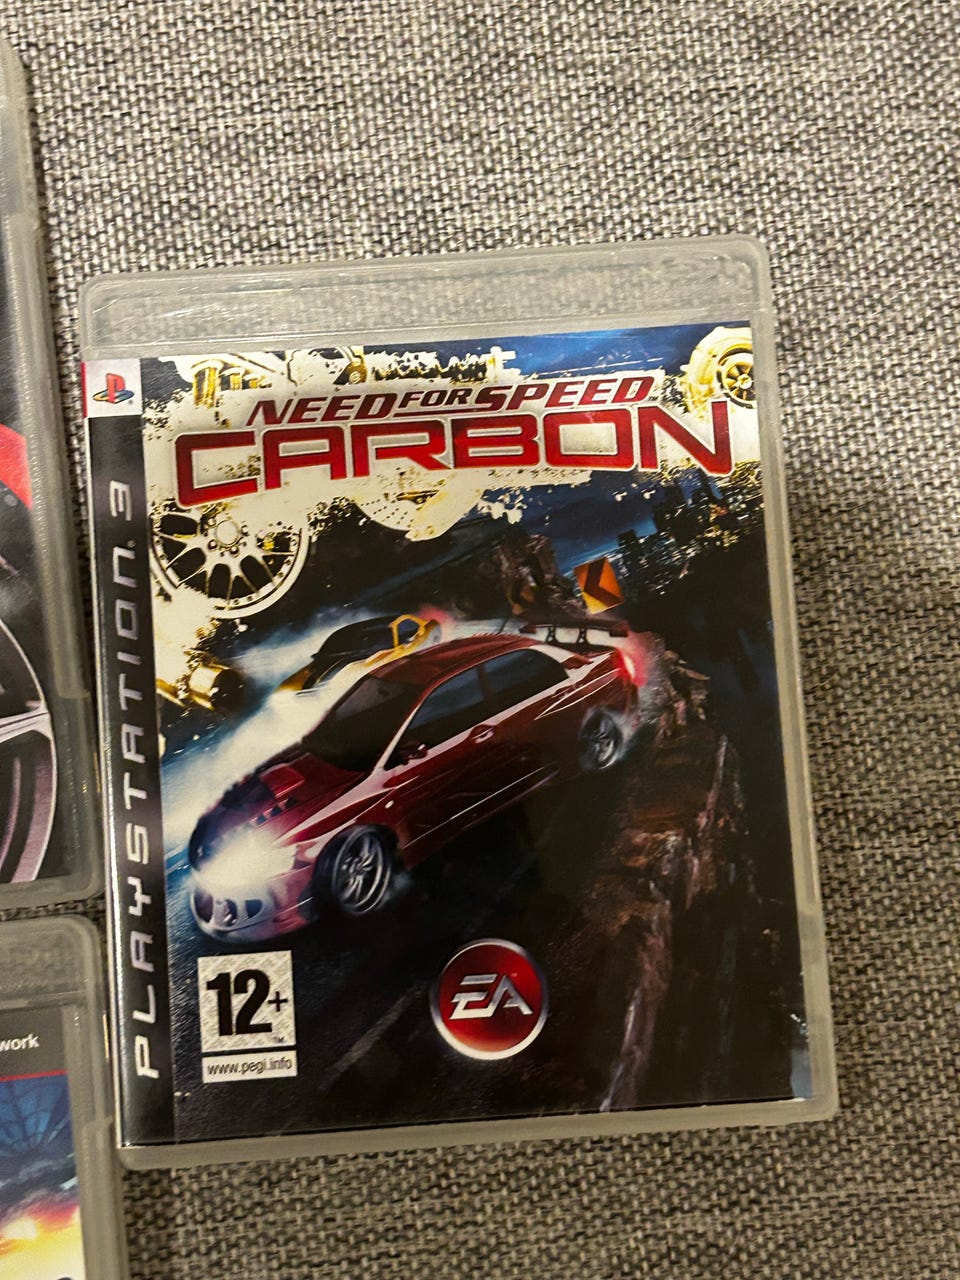 NEED FOR SPEED
CARBON
PLAYSTATION 3
12+
www.pegi.info
EA
work